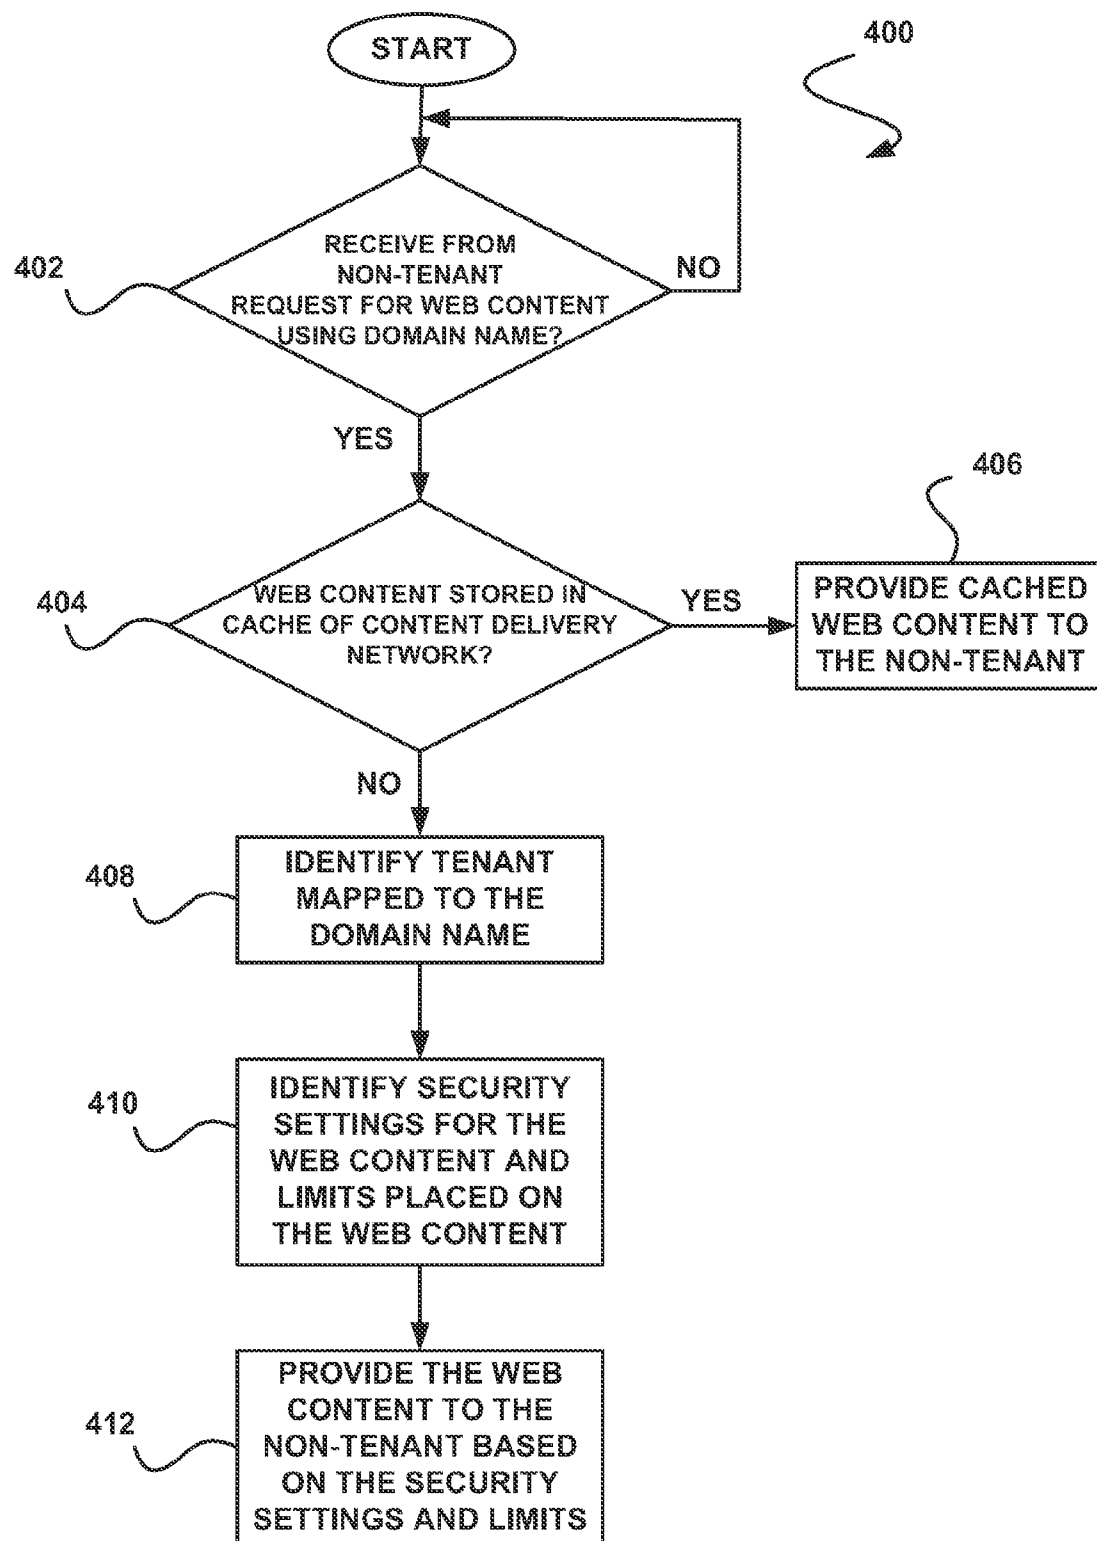 START
400
RECEIVE FROM
NON-TENANT
REQUEST FOR WEB CONTENT
USING DOMAIN NAME?
402
NO
YES
406
WEB CONTENT STORED IN
CACHE OF CONTENT DELIVERY
NETWORK?
404
YES
PROVIDE CACHED
WEB CONTENT TO
THE NON-TENANT
NO
408
IDENTIFY TENANT
MAPPED TO THE
DOMAIN NAME
410
IDENTIFY SECURITY
SETTINGS FOR THE
WEB CONTENT AND
LIMITS PLACED ON
THE WEB CONTENT
412
PROVIDE THE WEB
CONTENT TO THE
NON-TENANT BASED
ON THE SECURITY
SETTINGS AND LIMITS